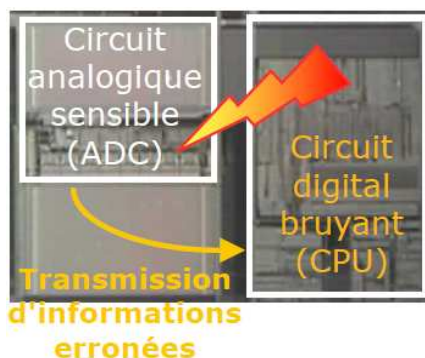 Circuit
analogique
sensible
(ADC)
Circuit
digital
bruyant
(CPU)
Transmission
d'informations
erronées